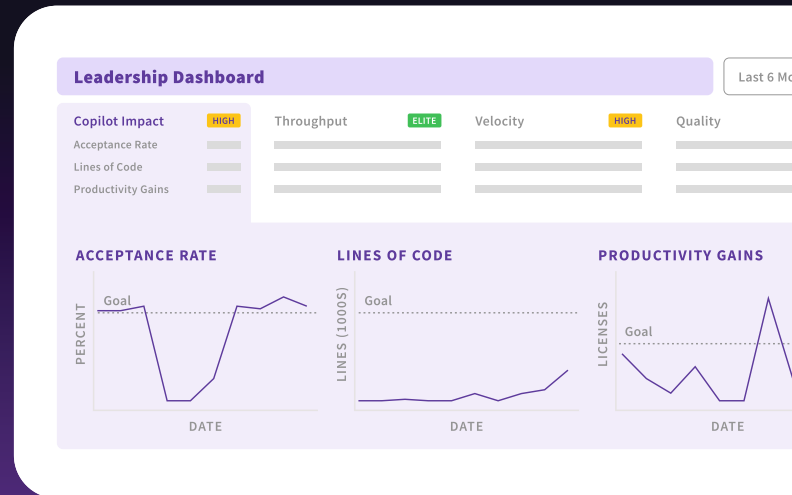 Leadership Dashboard
Last 6 Mo
Copilot Impact HIGH
Throughput ELITE
Velocity HIGH
Quality
Acceptance Rate
Lines of Code
Productivity Gains
ACCEPTANCE RATE
LINES OF CODE
PRODUCTIVITY GAINS
PERCENT
Goal
DATE
LINES (1000S)
Goal
DATE
LICENSES
Goal
DATE